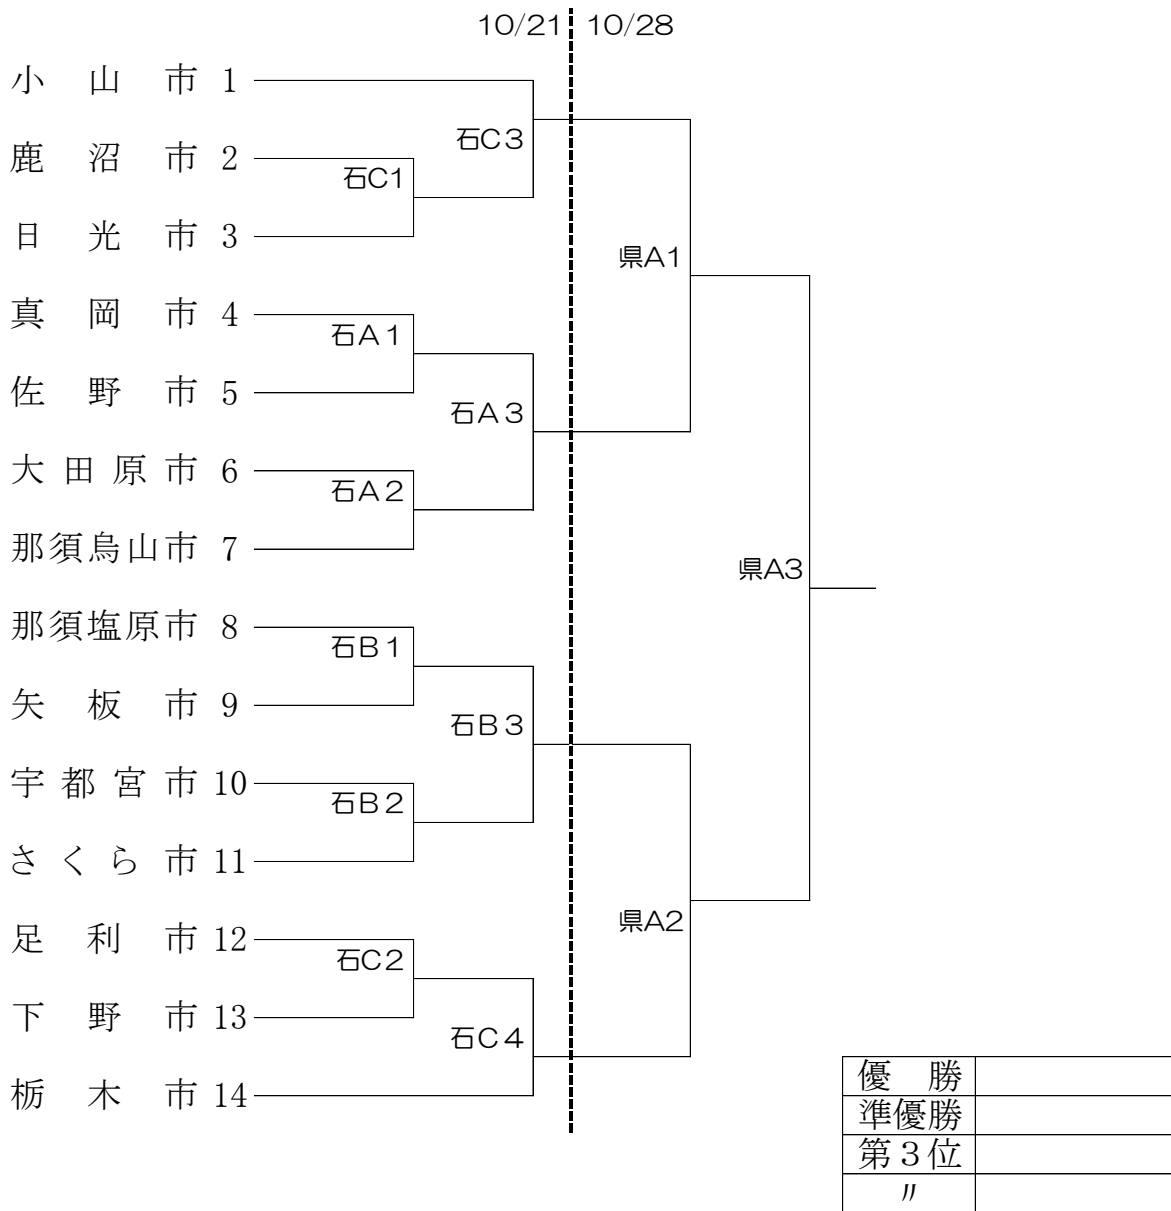 10/21 10/28
小山市 1
石C3
鹿沼市 2
石C1
日光市 3
県A1
真岡市 4
石A1
佐野市 5
石A3
大田原市 6
石A2
那須烏山市 7
県A3
那須塩原市 8
石B1
矢板市 9
石B3
宇都宮市 10
石B2
さくら市 11
県A2
足利市 12
石C2
下野市 13
石C4
栃木市 14
優勝
準優勝
第3位
〃